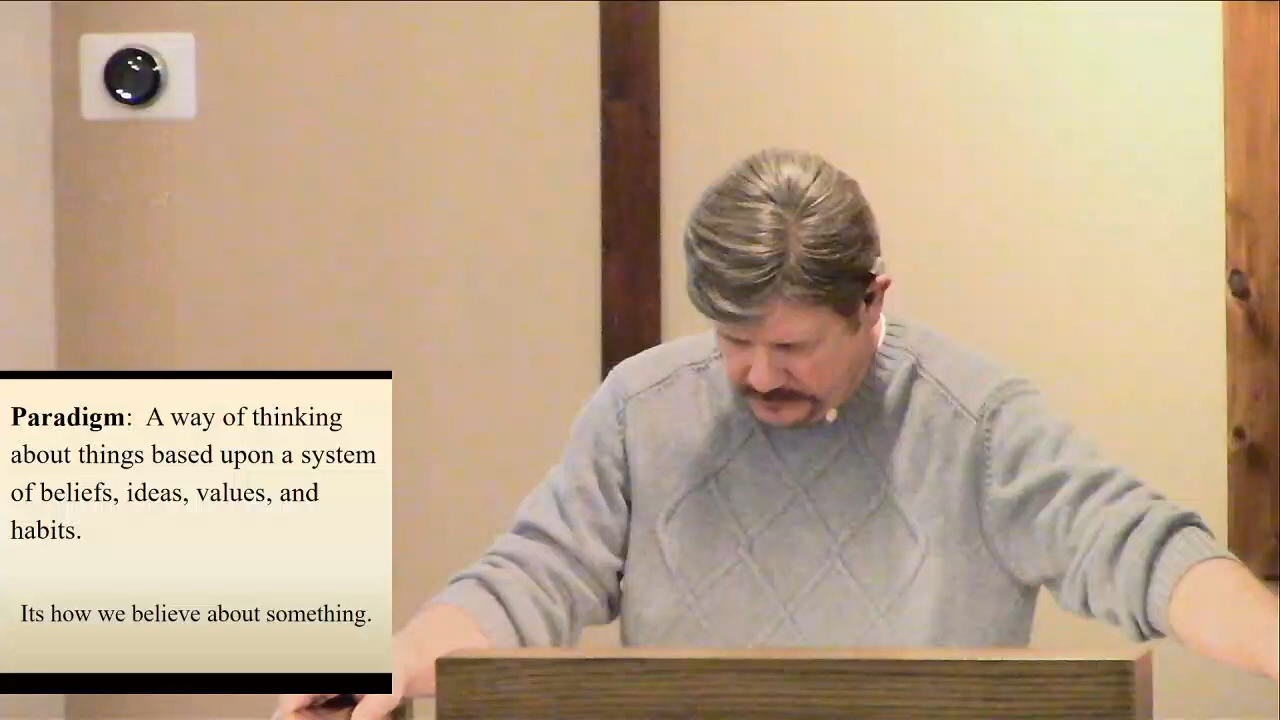 Paradigm:  A way of thinking
about things based upon a system
of beliefs, ideas, values, and
habits.
Its how we believe about something.